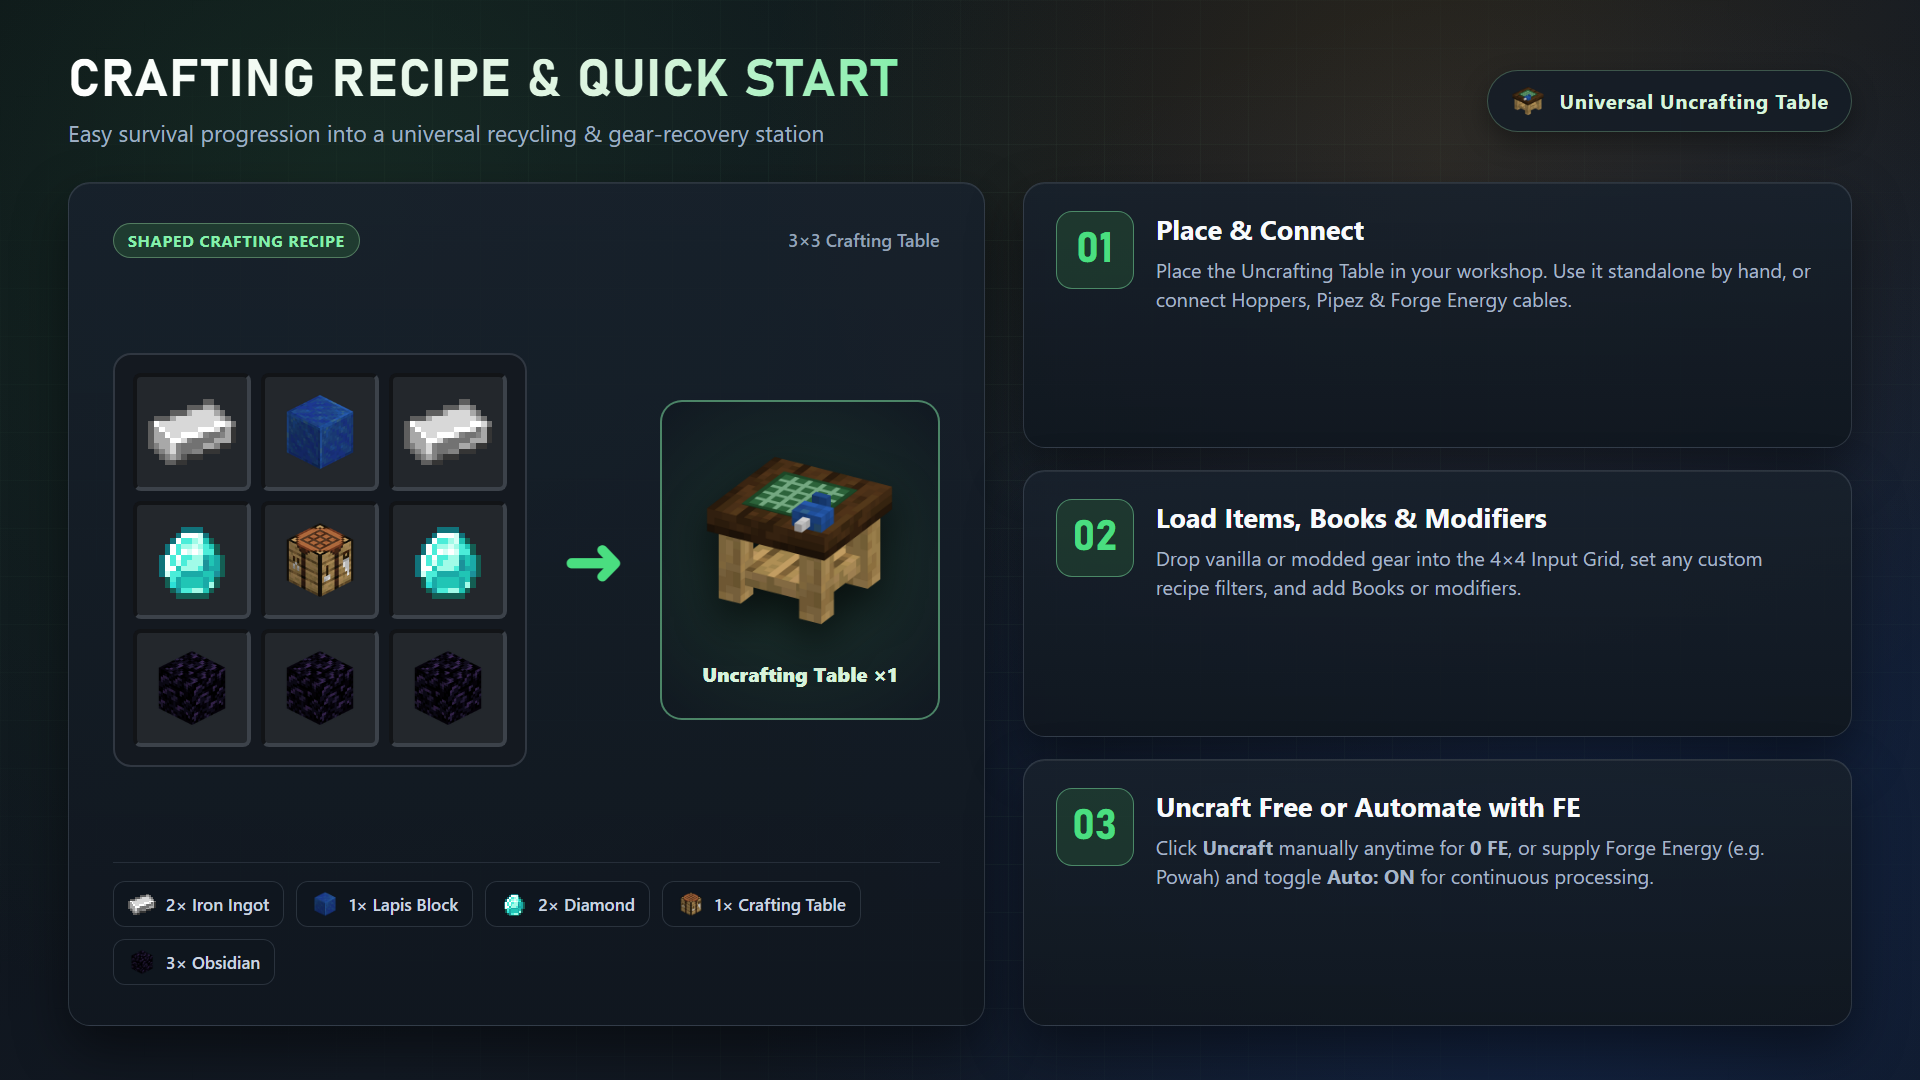 CRAFTING RECIPE & QUICK START
Easy survival progression into a universal recycling & gear-recovery station
Universal Uncrafting Table
SHAPED CRAFTING RECIPE
3×3 Crafting Table
Uncrafting Table ×1
2× Iron Ingot
1× Lapis Block
2× Diamond
1× Crafting Table
3× Obsidian
01
Place & Connect
Place the Uncrafting Table in your workshop. Use it standalone by hand, or
connect Hoppers, Pipez & Forge Energy cables.
02
Load Items, Books & Modifiers
Drop vanilla or modded gear into the 4×4 Input Grid, set any custom
recipe filters, and add Books or modifiers.
03
Uncraft Free or Automate with FE
Click Uncraft manually anytime for 0 FE, or supply Forge Energy (e.g.
Powah) and toggle Auto: ON for continuous processing.